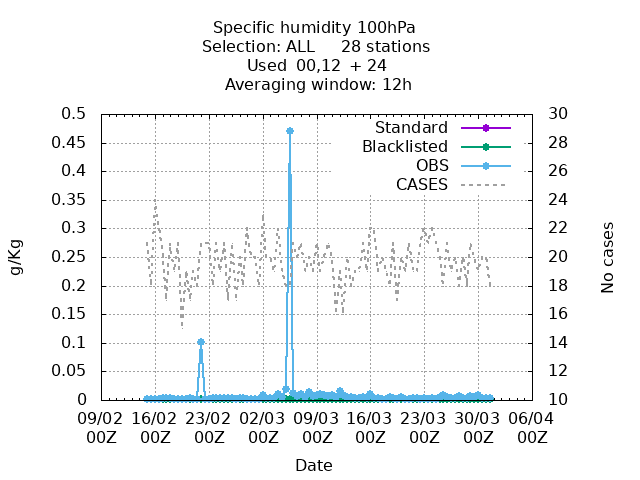 Specific humidity 100hPa
Selection: ALL     28 stations
Used  00,12  + 24
Averaging window: 12h
0.5
0.45
0.4
0.35
0.3
0.25
0.2
0.15
0.1
0.05
0
g/Kg
Standard
Blacklisted
OBS
CASES
30
28
26
24
22
20
18
16
14
12
10
No cases
09/02 16/02 23/02 02/03 09/03 16/03 23/03 30/03 06/04
00Z 00Z 00Z 00Z 00Z 00Z 00Z 00Z 00Z
Date